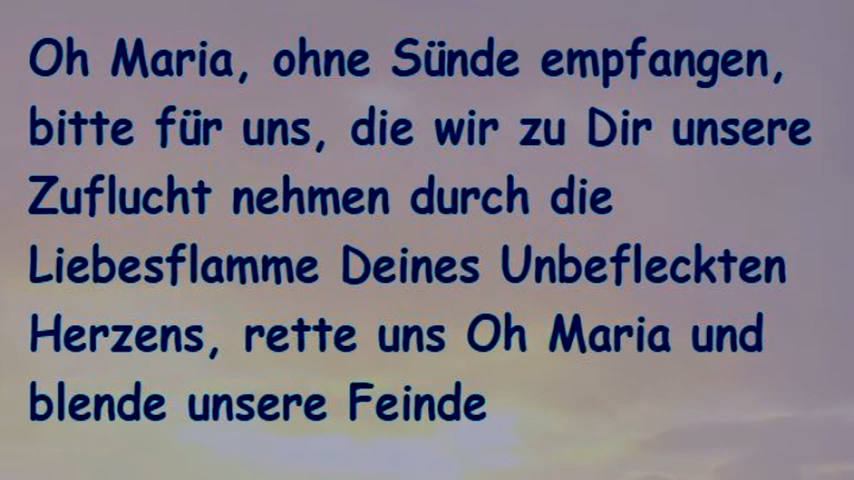 Oh Maria, ohne Sünde empfangen,
bitte für uns, die wir zu Dir unsere
Zuflucht nehmen durch die
Liebesflamme Deines Unbefleckten
Herzens, rette uns Oh Maria und
blende unsere Feinde